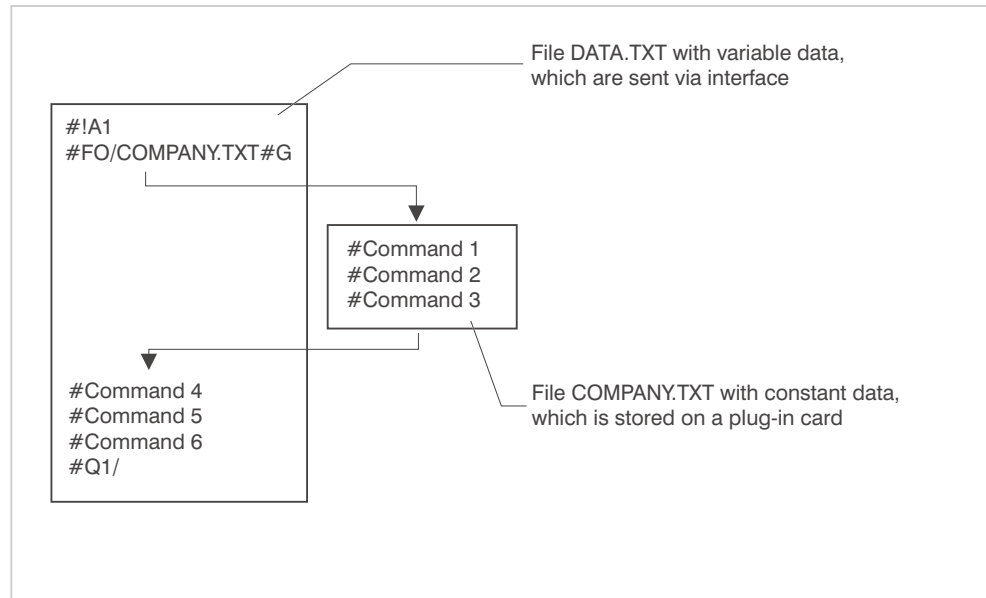 File DATA.TXT with variable data,
which are sent via interface
#!A1
#FO/COMPANY.TXT#G
#Command 1
#Command 2
#Command 3
#Command 4
#Command 5
#Command 6
#Q1/
File COMPANY.TXT with constant data,
which is stored on a plug-in card